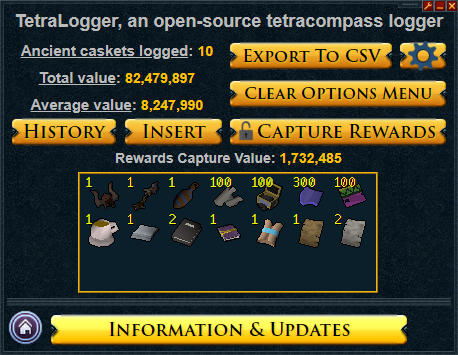 TetraLogger, an open-source tetracompass logger
Ancient caskets logged: 10
Total value: 82,479,897
Average value: 8,247,990
EXPORT TO CSV
CLEAR OPTIONS MENU
HISTORY
INSERT
CAPTURE REWARDS
Rewards Capture Value: 1,732,485
1 1 1 100 100 300 100
1 1 2 1 1 1 2
INFORMATION & UPDATES